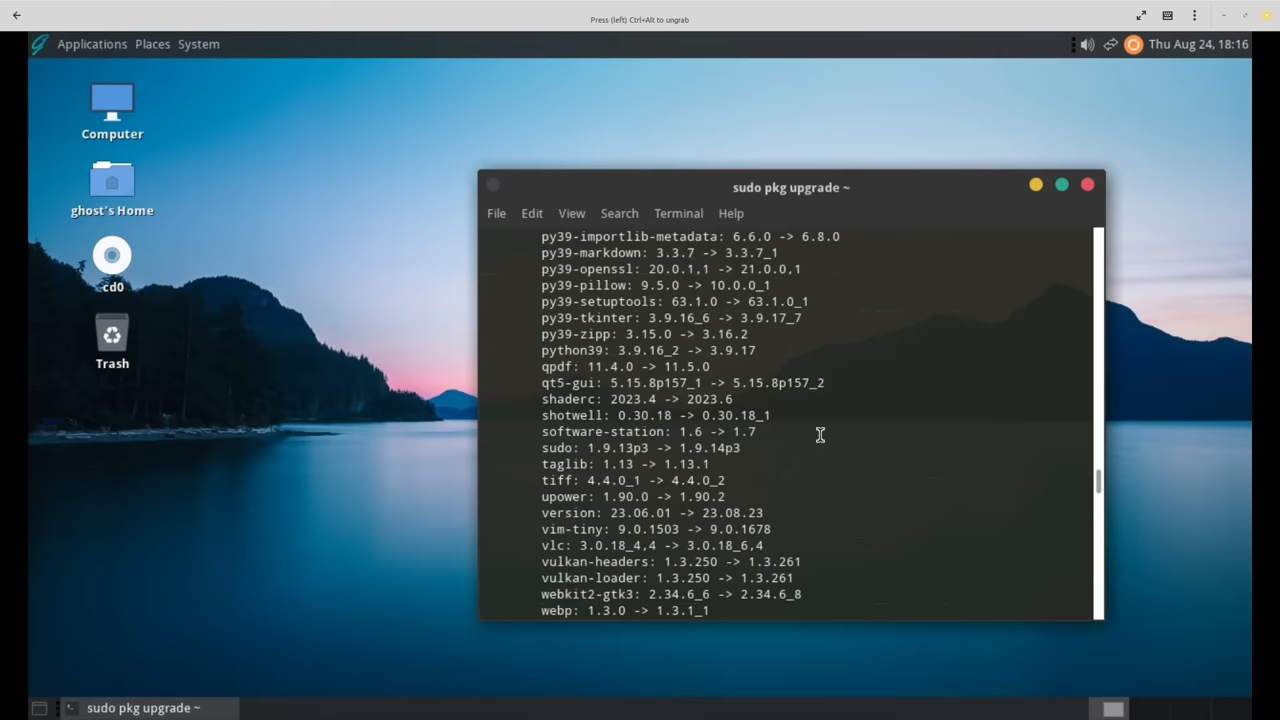 Press (left) Ctrl+Alt to ungrab
Applications Places System
Thu Aug 24, 18:16
Computer
ghost's Home
cd0
Trash
sudo pkg upgrade ~
File Edit View Search Terminal Help
py39-importlib-metadata: 6.6.0 -> 6.8.0
py39-markdown: 3.3.7 -> 3.3.7_1
py39-openssl: 20.0.1,1 -> 21.0.0,1
py39-pillow: 9.5.0 -> 10.0.0_1
py39-setuptools: 63.1.0 -> 63.1.0_1
py39-tkinter: 3.9.16_6 -> 3.9.17_7
py39-zipp: 3.15.0 -> 3.16.2
python39: 3.9.16_2 -> 3.9.17
qpdf: 11.4.0 -> 11.5.0
qt5-gui: 5.15.8p157_1 -> 5.15.8p157_2
shaderc: 2023.4 -> 2023.6
shotwell: 0.30.18 -> 0.30.18_1
software-station: 1.6 -> 1.7
sudo: 1.9.13p3 -> 1.9.14p3
taglib: 1.13 -> 1.13.1
tiff: 4.4.0_1 -> 4.4.0_2
upower: 1.90.0 -> 1.90.2
version: 23.06.01 -> 23.08.23
vim-tiny: 9.0.1503 -> 9.0.1678
vlc: 3.0.18_4,4 -> 3.0.18_6,4
vulkan-headers: 1.3.250 -> 1.3.261
vulkan-loader: 1.3.250 -> 1.3.261
webkit2-gtk3: 2.34.6_6 -> 2.34.6_8
webp: 1.3.0 -> 1.3.1_1
sudo pkg upgrade ~